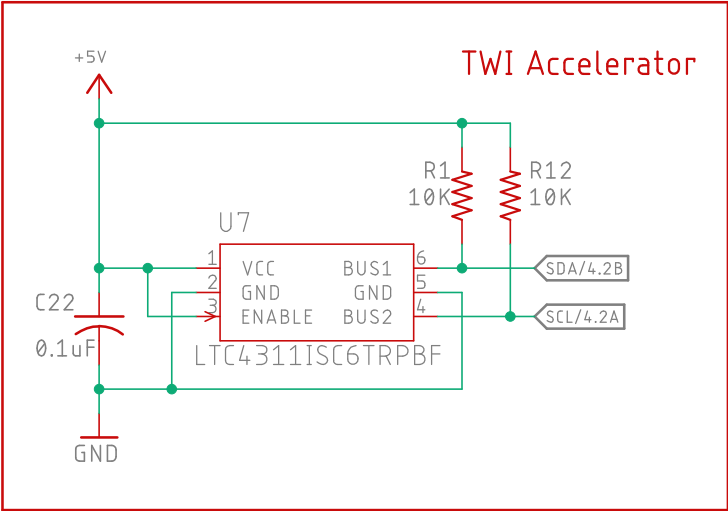 +5V
TWI Accelerator
R1
10K
R12
10K
U7
1
2
3
VCC
GND
ENABLE
BUS1
GND
BUS2
6
5
4
SDA/4.2B
SCL/4.2A
C22
0.1uF
LTC4311ISC6TRPBF
GND